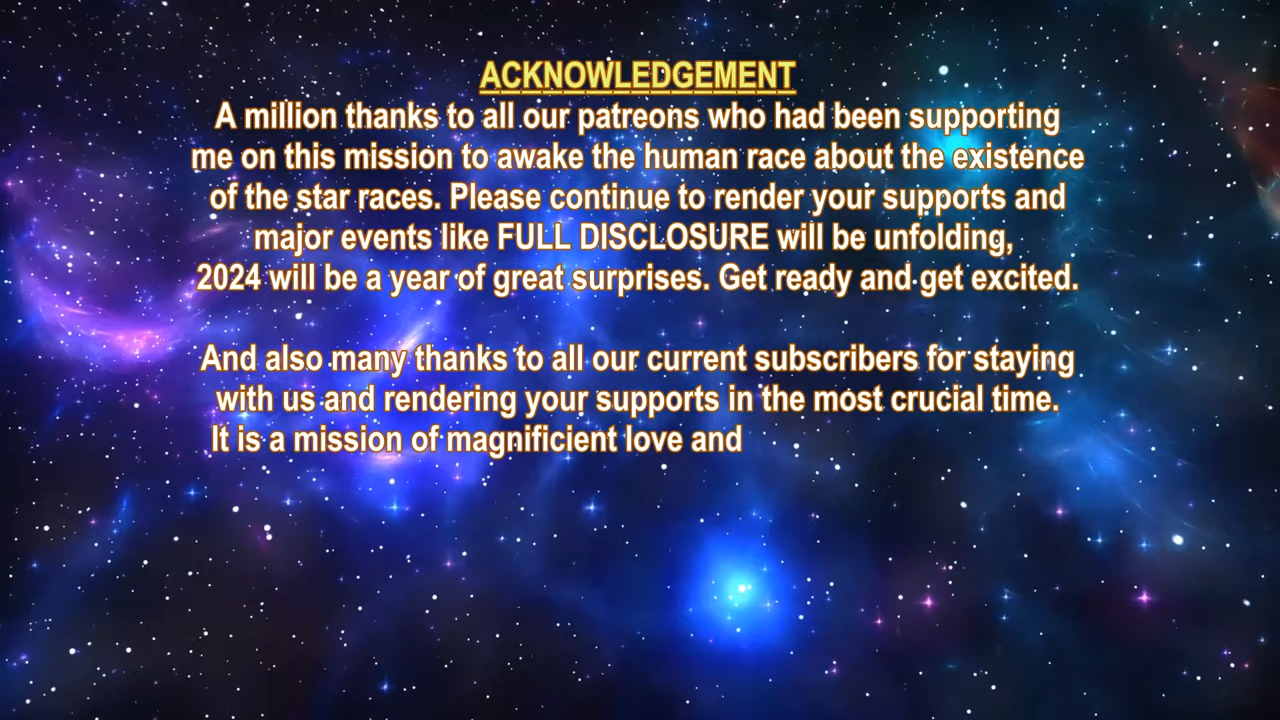 ACKNOWLEDGEMENT
A million thanks to all our patreons who had been supporting
me on this mission to awake the human race about the existence
of the star races. Please continue to render your supports and
major events like FULL DISCLOSURE will be unfolding,
2024 will be a year of great surprises. Get ready and get excited.
And also many thanks to all our current subscribers for staying
with us and rendering your supports in the most crucial time.
It is a mission of magnificient love and